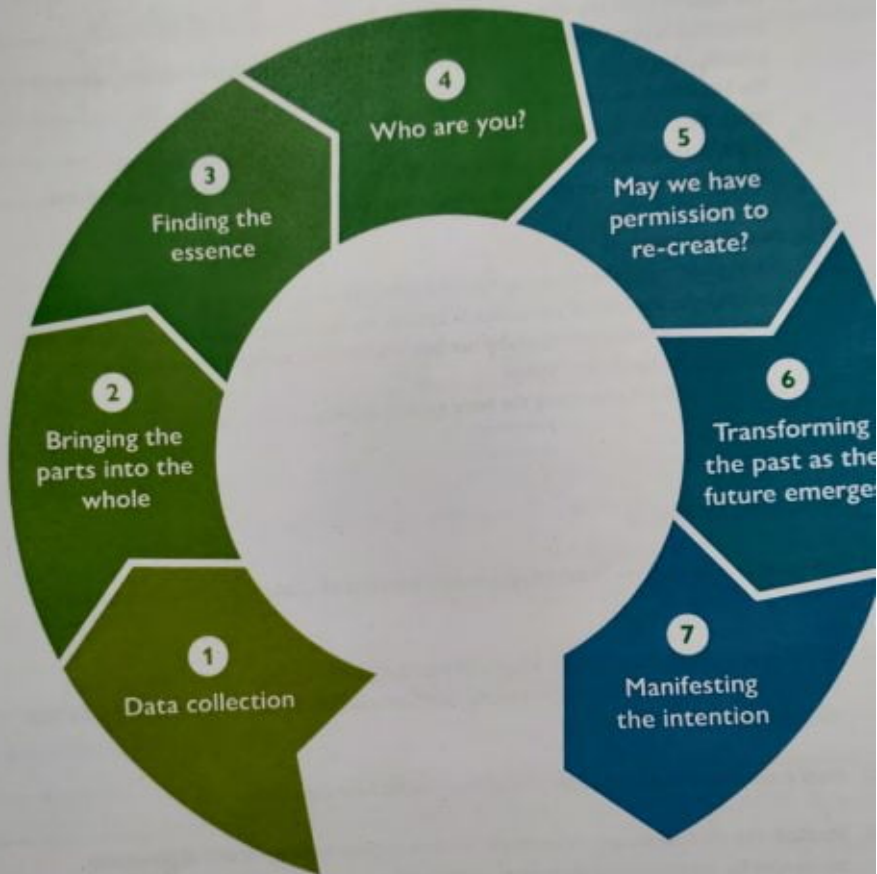 1
Data collection
2
Bringing the
parts into the
whole
3
Finding the
essence
4
Who are you?
5
May we have
permission to
re-create?
6
Transforming
the past as the
future emerges
7
Manifesting
the intention